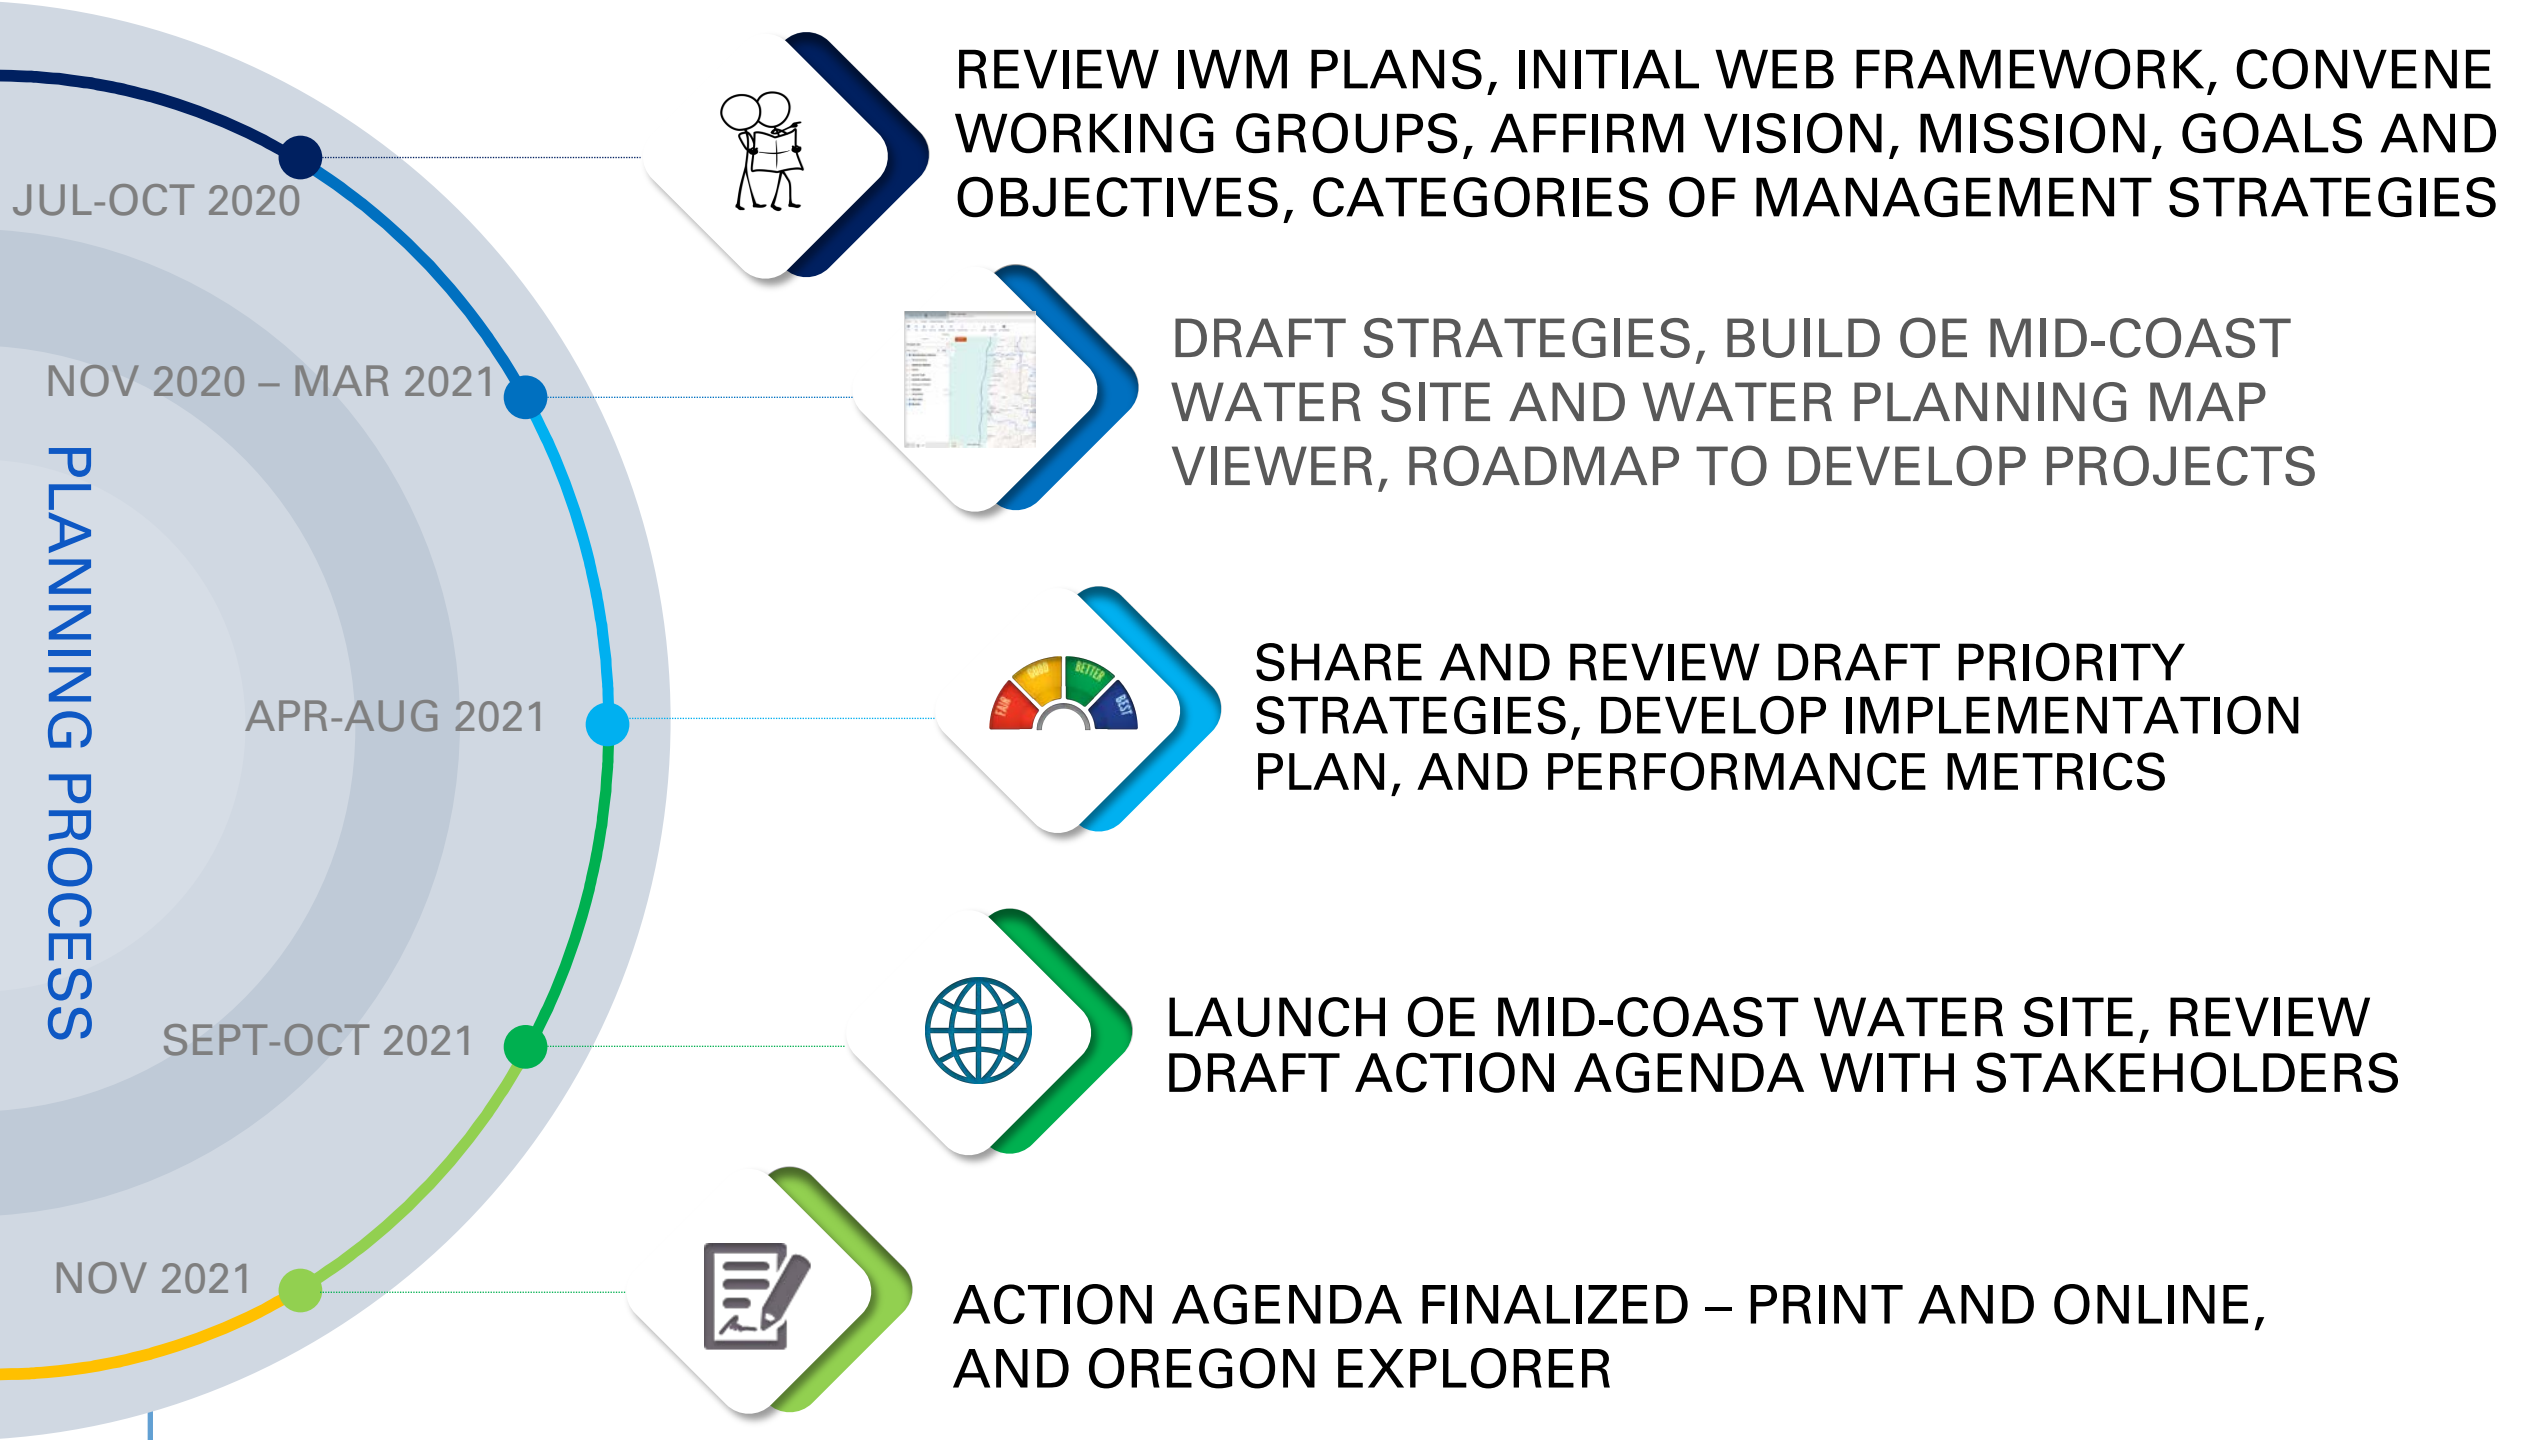 PLANNING PROCESS
JUL-OCT 2020
REVIEW IWM PLANS, INITIAL WEB FRAMEWORK, CONVENE
WORKING GROUPS, AFFIRM VISION, MISSION, GOALS AND
OBJECTIVES, CATEGORIES OF MANAGEMENT STRATEGIES
NOV 2020 – MAR 2021
DRAFT STRATEGIES, BUILD OE MID-COAST
WATER SITE AND WATER PLANNING MAP
VIEWER, ROADMAP TO DEVELOP PROJECTS
APR-AUG 2021
FAIR
GOOD
BETTER
BEST
SHARE AND REVIEW DRAFT PRIORITY
STRATEGIES, DEVELOP IMPLEMENTATION
PLAN, AND PERFORMANCE METRICS
SEPT-OCT 2021
LAUNCH OE MID-COAST WATER SITE, REVIEW
DRAFT ACTION AGENDA WITH STAKEHOLDERS
NOV 2021
ACTION AGENDA FINALIZED – PRINT AND ONLINE,
AND OREGON EXPLORER